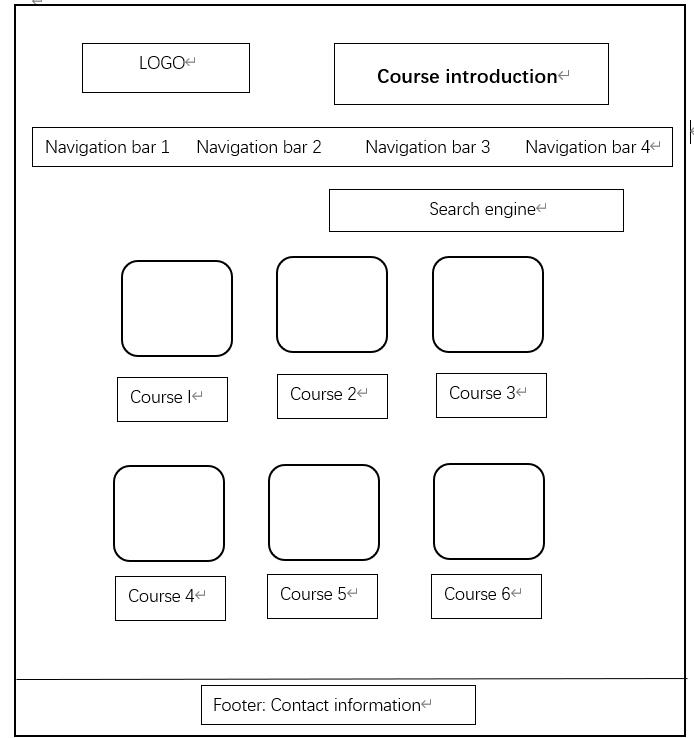 LOGO
Course introduction
Navigation bar 1 Navigation bar 2 Navigation bar 3 Navigation bar 4
Search engine
Course l Course 2 Course 3
Course 4 Course 5 Course 6
Footer: Contact information